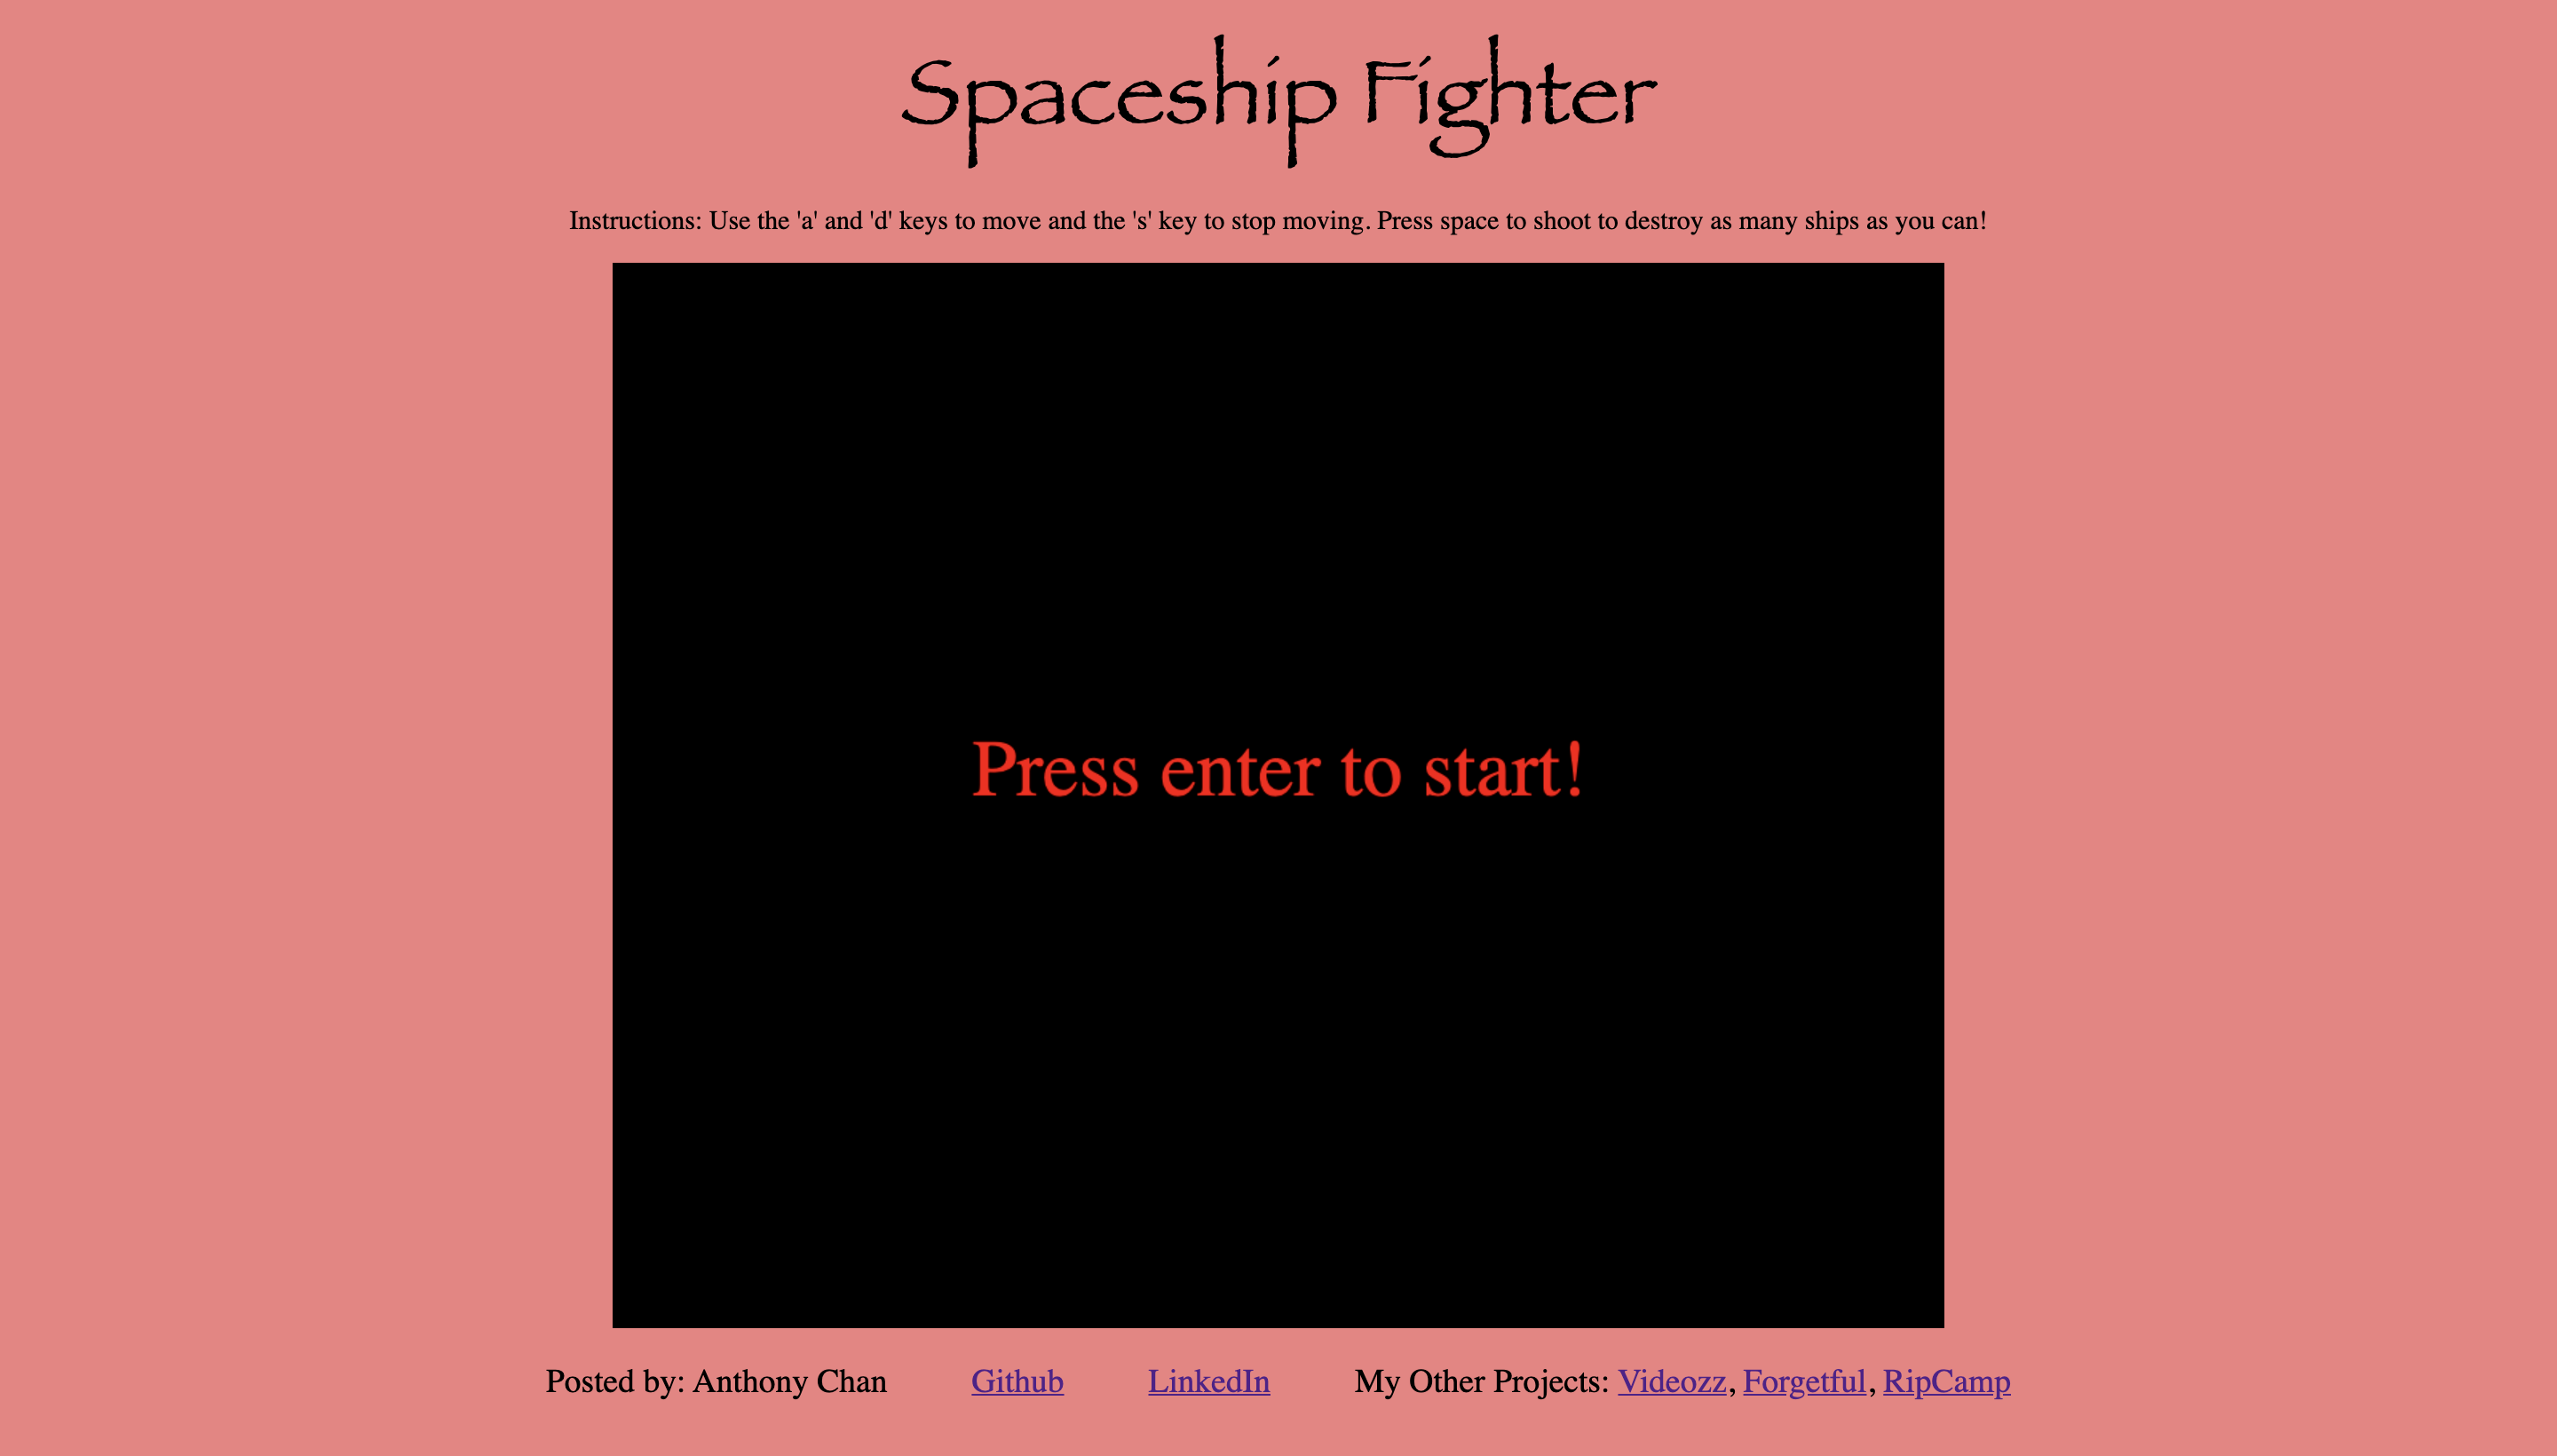 Spaceship Fighter
Instructions: Use the 'a' and 'd' keys to move and the 's' key to stop moving. Press space to shoot to destroy as many ships as you can!
Press enter to start!
Posted by: Anthony Chan Github LinkedIn My Other Projects: Videozz, Forgetful, RipCamp